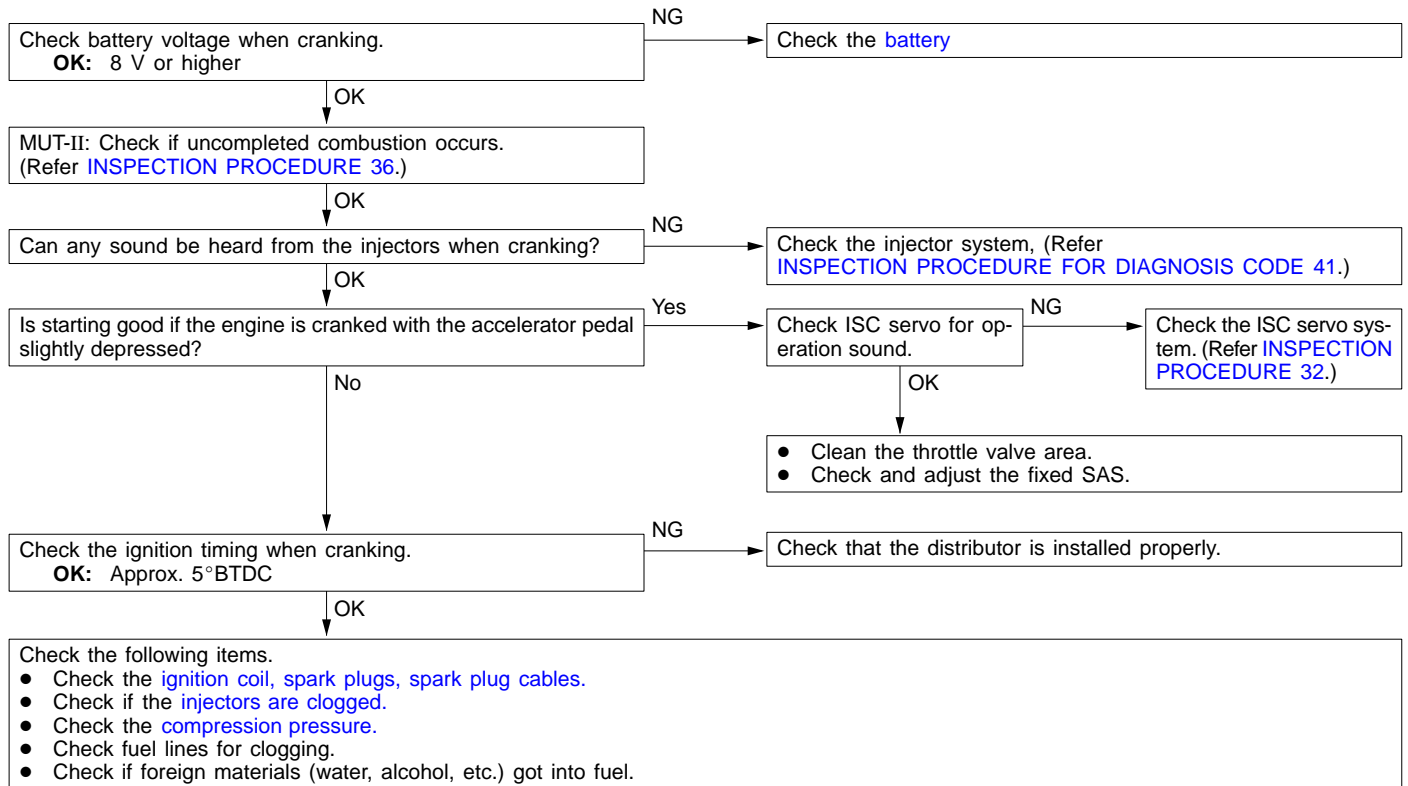 Check battery voltage when cranking.
OK: 8 V or higher
NG
Check the battery
OK
MUT-II: Check if uncompleted combustion occurs.
(Refer INSPECTION PROCEDURE 36.)
OK
Can any sound be heard from the injectors when cranking?
NG
Check the injector system, (Refer
INSPECTION PROCEDURE FOR DIAGNOSIS CODE 41.)
OK
Is starting good if the engine is cranked with the accelerator pedal
slightly depressed?
Yes
Check ISC servo for op-
eration sound.
NG
Check the ISC servo sys-
tem. (Refer INSPECTION
PROCEDURE 32.)
OK
● Clean the throttle valve area.
● Check and adjust the fixed SAS.
No
Check the ignition timing when cranking.
OK: Approx. 5°BTDC
NG
Check that the distributor is installed properly.
OK
Check the following items.
● Check the ignition coil, spark plugs, spark plug cables.
● Check if the injectors are clogged.
● Check the compression pressure.
● Check fuel lines for clogging.
● Check if foreign materials (water, alcohol, etc.) got into fuel.